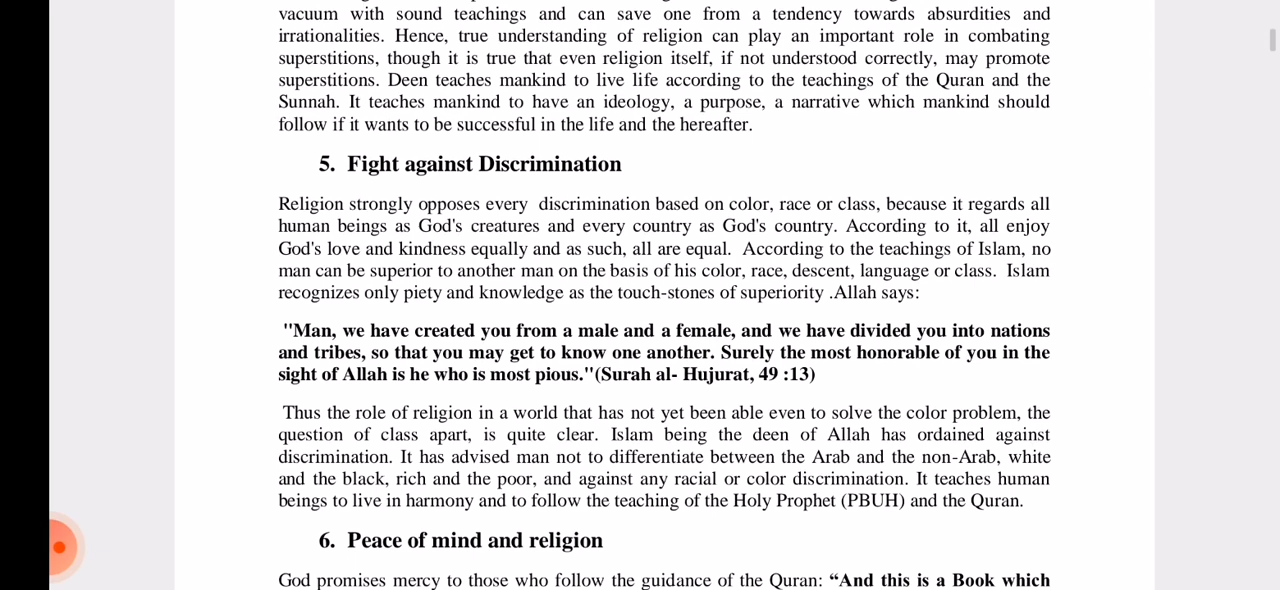 vacuum with sound teachings and can save one from a tendency towards absurdities and
irrationalities. Hence, true understanding of religion can play an important role in combating
superstitions, though it is true that even religion itself, if not understood correctly, may promote
superstitions. Deen teaches mankind to live life according to the teachings of the Quran and the
Sunnah. It teaches mankind to have an ideology, a purpose, a narrative which mankind should
follow if it wants to be successful in the life and the hereafter.
5. Fight against Discrimination
Religion strongly opposes every discrimination based on color, race or class, because it regards all
human beings as God's creatures and every country as God's country. According to it, all enjoy
God's love and kindness equally and as such, all are equal. According to the teachings of Islam, no
man can be superior to another man on the basis of his color, race, descent, language or class. Islam
recognizes only piety and knowledge as the touch-stones of superiority .Allah says:
"Man, we have created you from a male and a female, and we have divided you into nations
and tribes, so that you may get to know one another. Surely the most honorable of you in the
sight of Allah is he who is most pious."(Surah al- Hujurat, 49 :13)
Thus the role of religion in a world that has not yet been able even to solve the color problem, the
question of class apart, is quite clear. Islam being the deen of Allah has ordained against
discrimination. It has advised man not to differentiate between the Arab and the non-Arab, white
and the black, rich and the poor, and against any racial or color discrimination. It teaches human
beings to live in harmony and to follow the teaching of the Holy Prophet (PBUH) and the Quran.
6. Peace of mind and religion
God promises mercy to those who follow the guidance of the Quran: “And this is a Book which